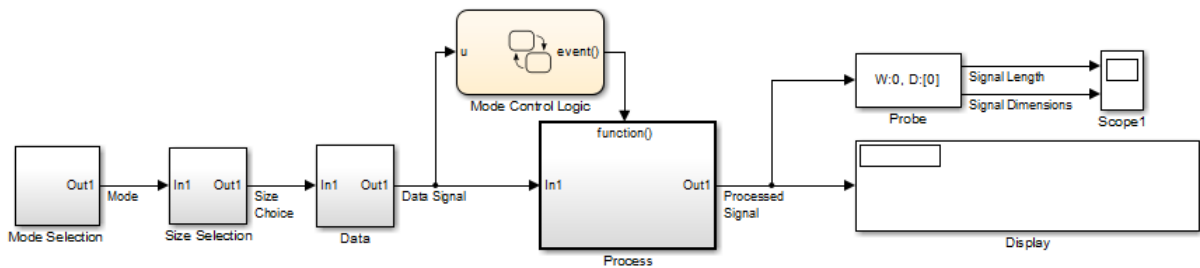 u
event()
Mode Control Logic
W:0, D:[0]
Probe
Signal Length
Signal Dimensions
Scope1
function()
Out1
Mode
Mode Selection
In1
Out1
Size
Choice
Size Selection
In1
Out1
Data Signal
Data
In1
Out1
Processed
Signal
Process
Display